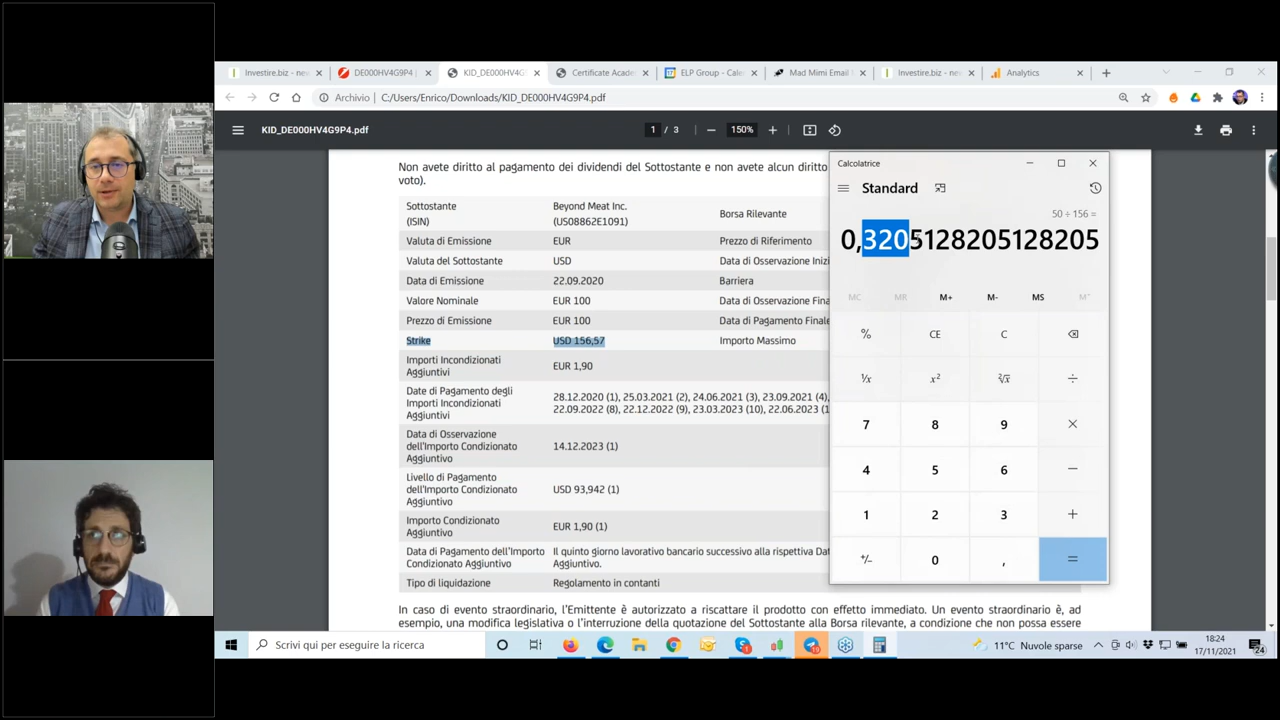 Investire.biz - ne
DE000HV4G9P4 |
KID_DE000HV4G
Certificate Acade
ELP Group - Cale
Mad Mimi Email
Investire.biz - ne
Analytics
Archivio | C:/Users/Enrico/Downloads/KID_DE000HV4G9P4.pdf
KID_DE000HV4G9P4.pdf
1 / 3
150%
Non avete diritto al pagamento dei dividendi del Sottostante e non avete alcun diritto
voto).
Sottostante
(ISIN)
Beyond Meat Inc.
(US08862E1091)
Borsa Rilevante
Valuta di Emissione EUR Prezzo di Riferimento
Valuta del Sottostante USD Data di Osservazione Inizi
Data di Emissione 22.09.2020 Barriera
Valore Nominale EUR 100 Data di Osservazione Fina
Prezzo di Emissione EUR 100 Data di Pagamento Finale
Strike USD 156,57 Importo Massimo
Importi Incondizionati
Aggiuntivi
EUR 1,90
Date di Pagamento degli
Importi Incondizionati
Aggiuntivi
28.12.2020 (1), 25.03.2021 (2), 24.06.2021 (3), 23.09.2021 (4),
22.09.2022 (8), 22.12.2022 (9), 23.03.2023 (10), 22.06.2023 (1
Data di Osservazione
dell'Importo Condizionato
Aggiuntivo
14.12.2023 (1)
Livello di Pagamento
dell'Importo Condizionato
Aggiuntivo
USD 93,942 (1)
Importo Condizionato
Aggiuntivo
EUR 1,90 (1)
Data di Pagamento dell'Importo
Condizionato Aggiuntivo
Il quinto giorno lavorativo bancario successivo alla rispettiva Dat
Aggiuntivo.
Tipo di liquidazione Regolamento in contanti
In caso di evento straordinario, l'Emittente è autorizzato a riscattare il prodotto con effetto immediato. Un evento straordinario è, ad
esempio, una modifica legislativa o l'interruzione della quotazione del Sottostante alla Borsa rilevante, a condizione che non possa essere
Calcolatrice
Standard
50 ÷ 156 =
0,3205128205128205
MC MR M+ M- MS M˅
% CE C
¹/x x² ²√x ÷
7 8 9 ×
4 5 6 −
1 2 3 +
+/− 0 , =
Scrivi qui per eseguire la ricerca
19
11°C Nuvole sparse
18:24
17/11/2021
24